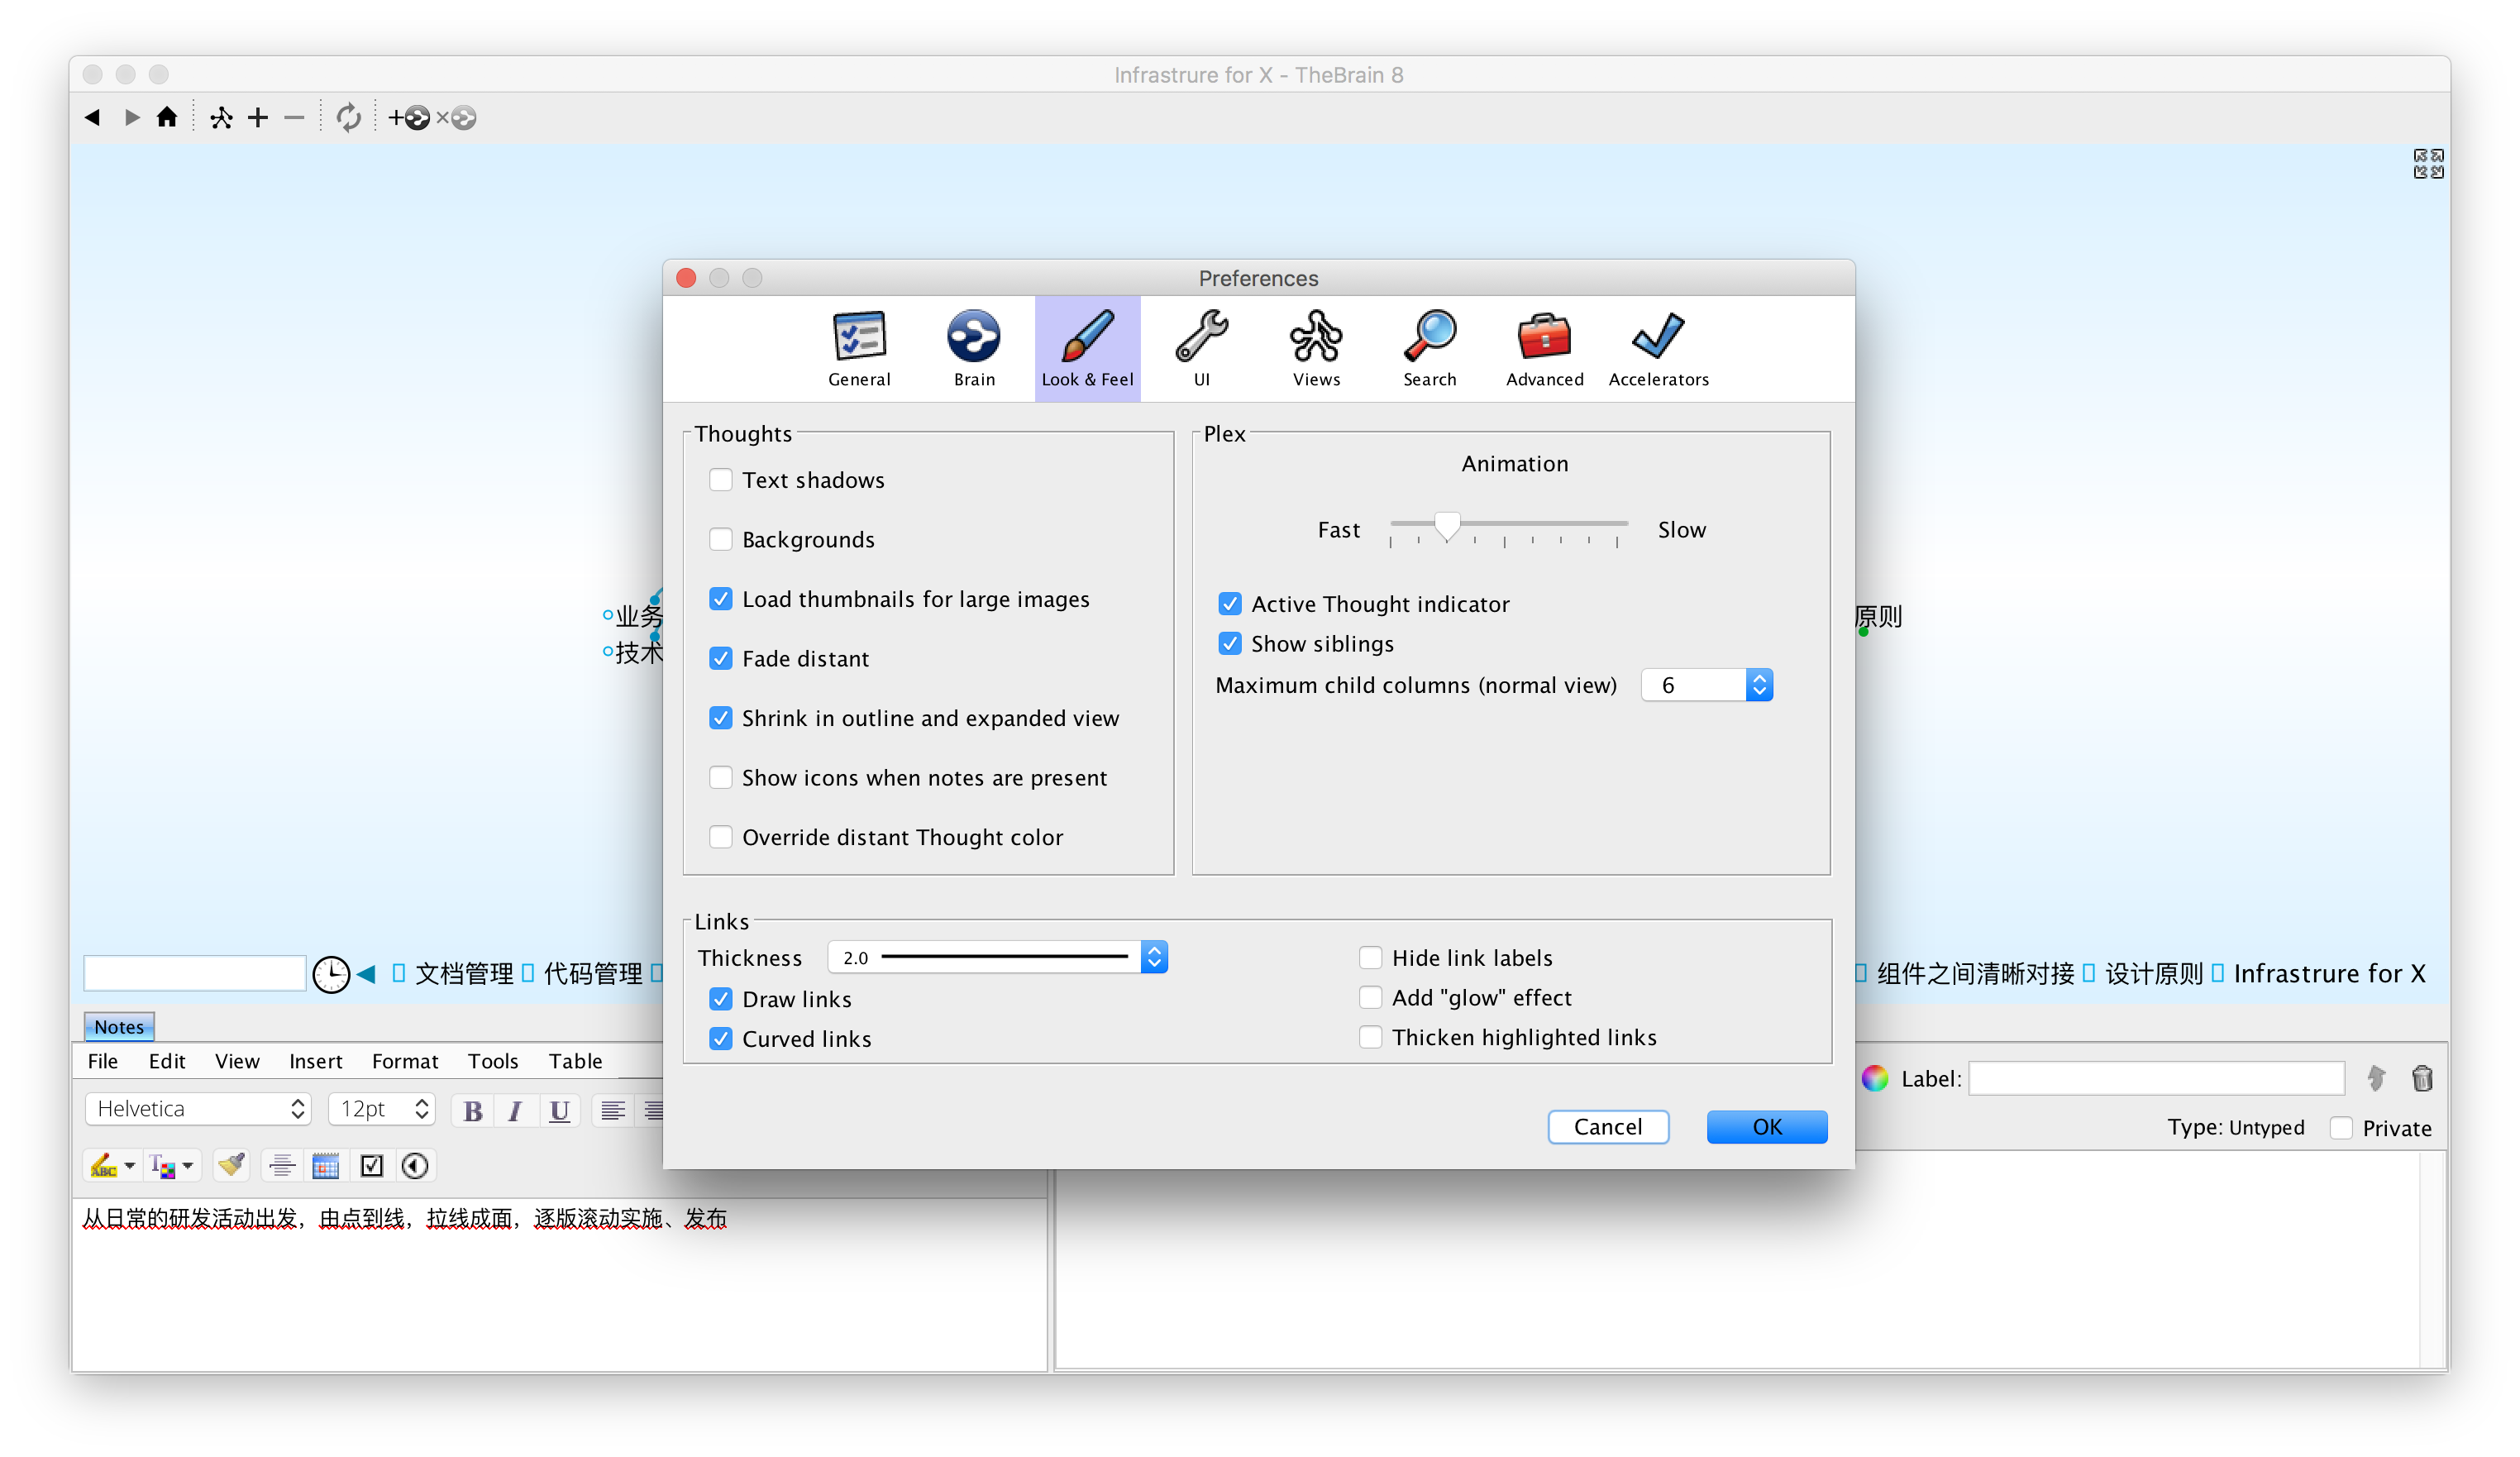 Infrastrure for X - TheBrain 8
Preferences
General
Brain
Look & Feel
UI
Views
Search
Advanced
Accelerators
Thoughts
Text shadows
Backgrounds
Load thumbnails for large images
Fade distant
Shrink in outline and expanded view
Show icons when notes are present
Override distant Thought color
Plex
Animation
Fast
Slow
Active Thought indicator
Show siblings
Maximum child columns (normal view)
6
业务
技术
原则
Links
Thickness
2.0
Draw links
Curved links
Hide link labels
Add "glow" effect
Thicken highlighted links
Cancel
OK
文档管理
代码管理
组件之间清晰对接
设计原则
Infrastrure for X
Notes
File Edit View Insert Format Tools Table
Helvetica
12pt
B I U
ABC
T
Label:
Type: Untyped
Private
从日常的研发活动出发，由点到线，拉线成面，逐版滚动实施、发布